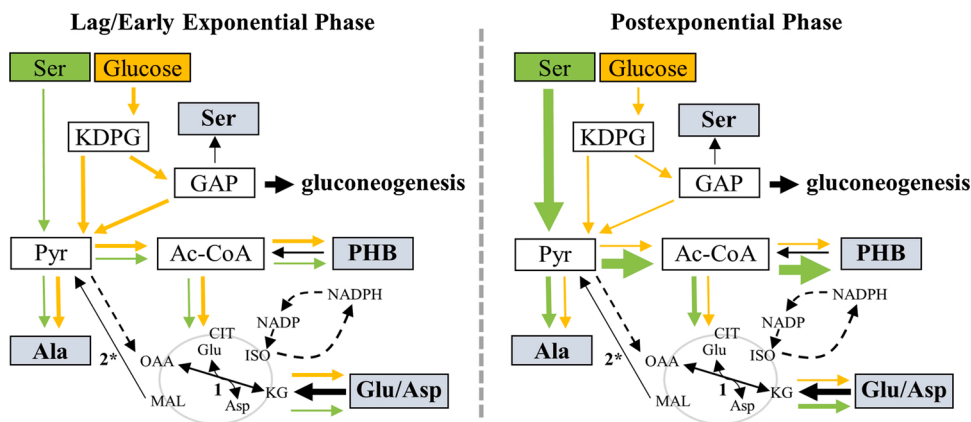 Lag/Early Exponential Phase
Ser Glucose
Ser
KDPG
GAP gluconeogenesis
Pyr Ac-CoA PHB
NADPH
NADP
CIT
Glu ISO
Ala 2* OAA
1 KG Glu/Asp
MAL Asp
Postexponential Phase
Ser Glucose
Ser
KDPG
GAP gluconeogenesis
Pyr Ac-CoA PHB
NADPH
NADP
CIT
Glu ISO
Ala 2* OAA
1 KG Glu/Asp
MAL Asp